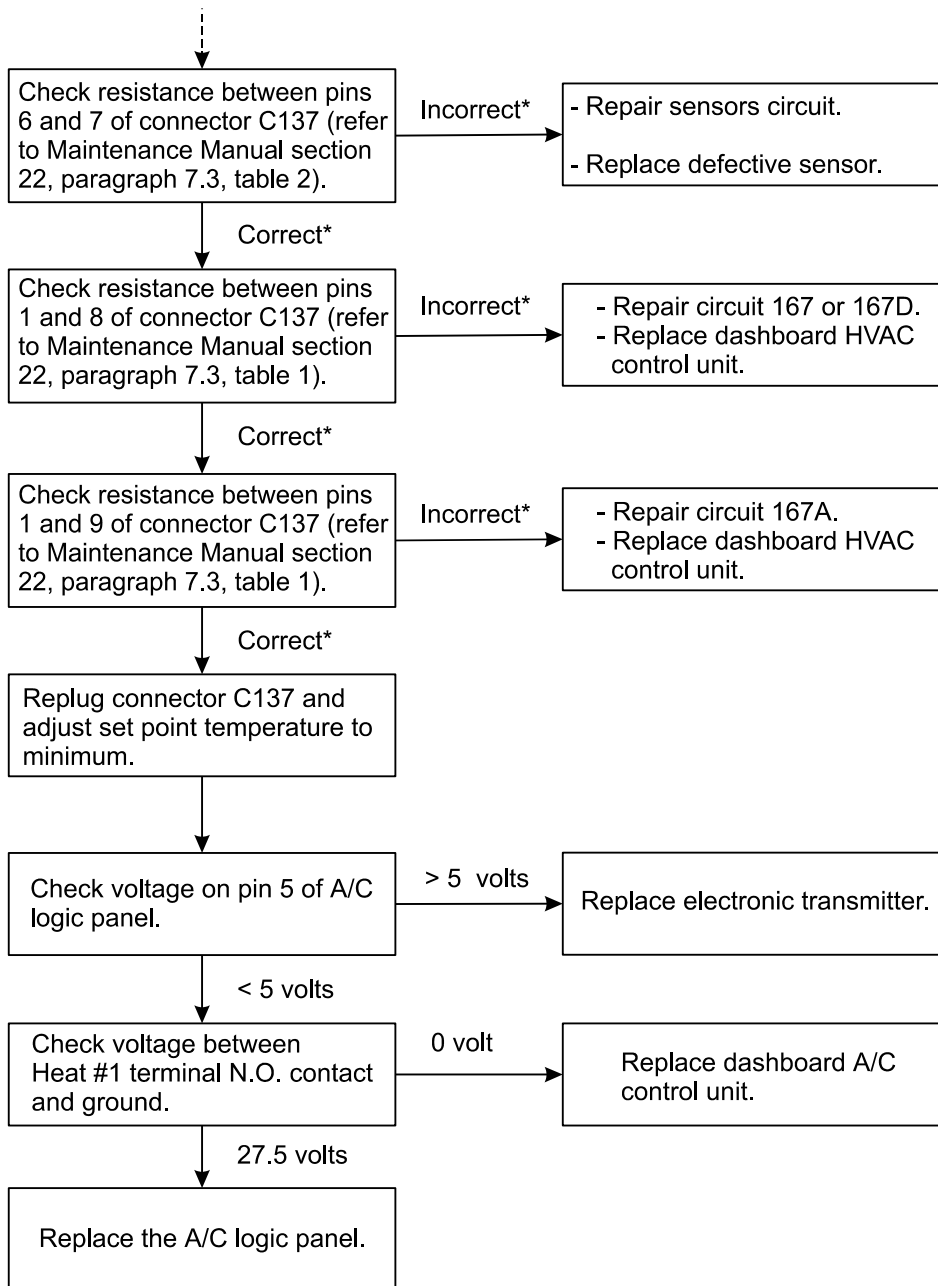 Check resistance between pins
6 and 7 of connector C137 (refer
to Maintenance Manual section
22, paragraph 7.3, table 2).
Incorrect*
- Repair sensors circuit.
- Replace defective sensor.
Correct*
Check resistance between pins
1 and 8 of connector C137 (refer
to Maintenance Manual section
22, paragraph 7.3, table 1).
Incorrect*
- Repair circuit 167 or 167D.
- Replace dashboard HVAC
control unit.
Correct*
Check resistance between pins
1 and 9 of connector C137 (refer
to Maintenance Manual section
22, paragraph 7.3, table 1).
Incorrect*
- Repair circuit 167A.
- Replace dashboard HVAC
control unit.
Correct*
Replug connector C137 and
adjust set point temperature to
minimum.
Check voltage on pin 5 of A/C
logic panel.
> 5 volts
Replace electronic transmitter.
< 5 volts
Check voltage between
Heat #1 terminal N.O. contact
and ground.
0 volt
Replace dashboard A/C
control unit.
27.5 volts
Replace the A/C logic panel.